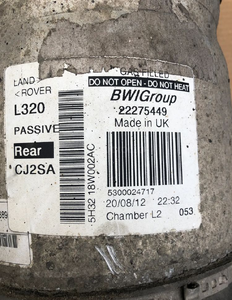 GAS FILLED
DO NOT OPEN - DO NOT HEAT
LAND
ROVER
BWIGroup
L320
22275449
Made in UK
PASSIVE
Rear
CJ2SA
5H32 18W002AC
5300024717
20/08/12 22:32
Chamber L2 053